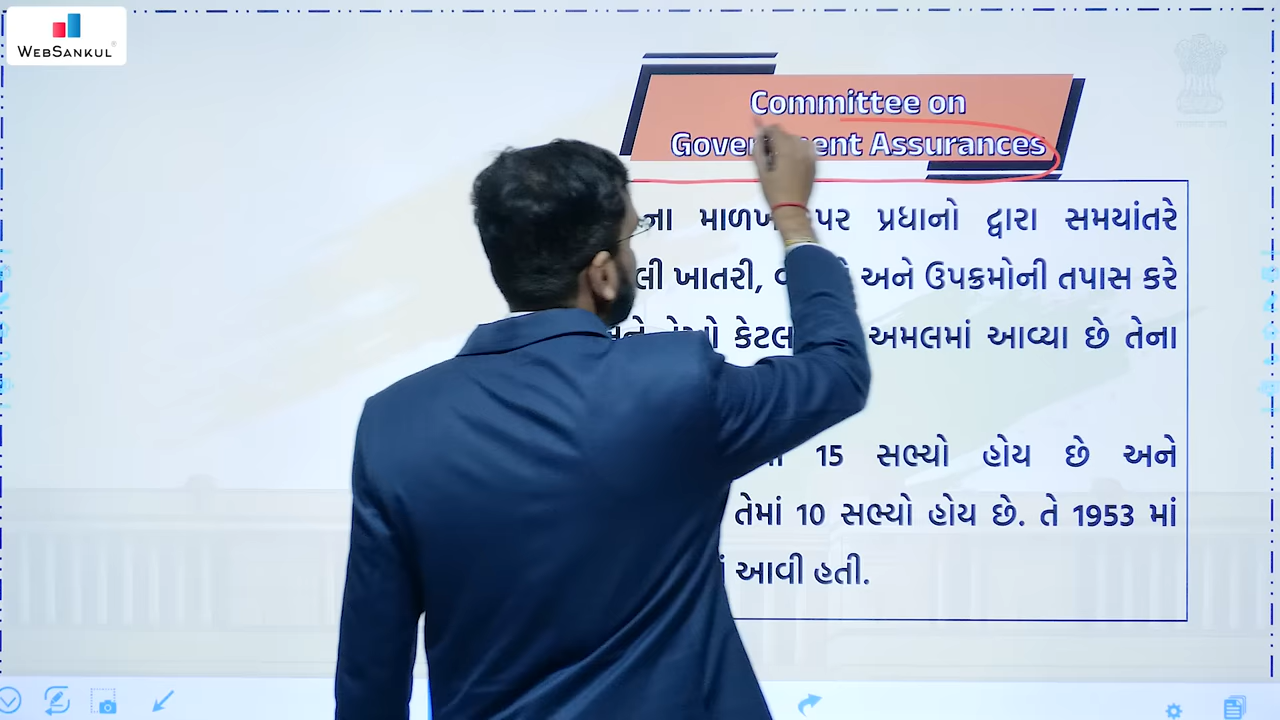 WEBSANKUL
Committee on
Government Assurances
પર પ્રધાનો દ્વારા સમયાંતરે
ખાતરી, અને ઉપક્રમોની તપાસ કરે
અમલમાં આવ્યા છે તેના
15 સભ્યો હોય છે અને
તેમાં 10 સભ્યો હોય છે. તે 1953 માં
આવી હતી.